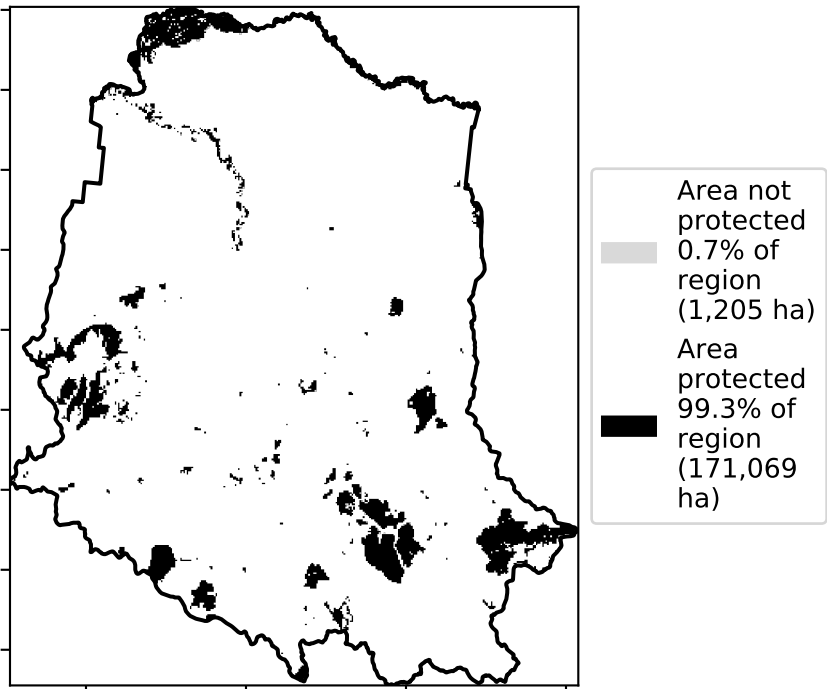 Area not
protected
0.7% of
region
(1,205 ha)
Area
protected
99.3% of
region
(171,069
ha)